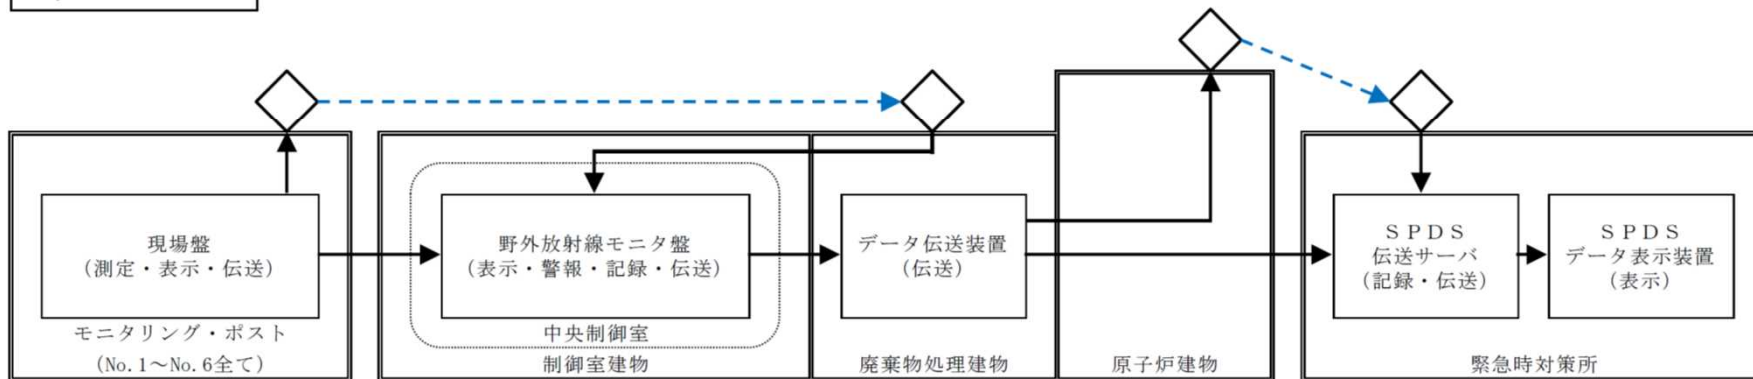 現場盤
(測定・表示・伝送)
モニタリング・ポスト
(No.1～No.6全て)
野外放射線モニタ盤
(表示・警報・記録・伝送)
中央制御室
制御室建物
データ伝送装置
(伝送)
廃棄物処理建物
原子炉建物
ＳＰＤＳ
伝送サーバ
(記録・伝送)
ＳＰＤＳ
データ表示装置
(表示)
緊急時対策所